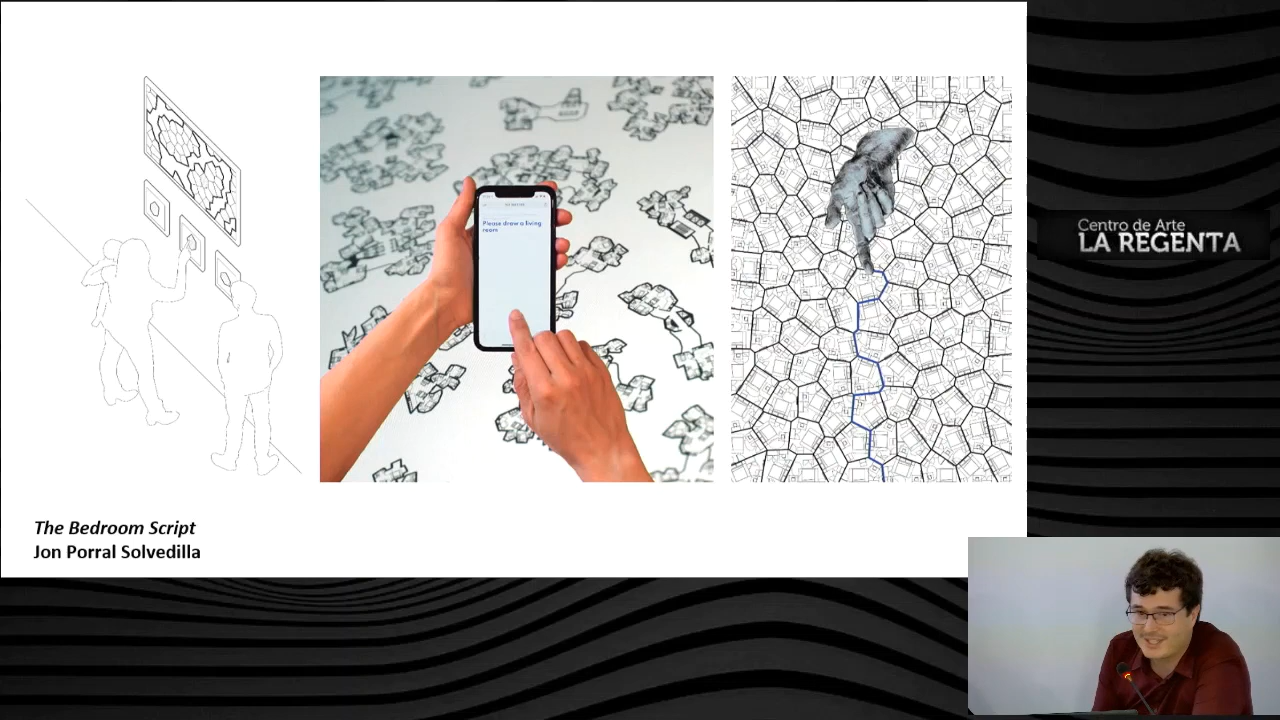 Please draw a living
room
The Bedroom Script
Jon Porral Solvedilla
Centro de Arte
LA REGENTA